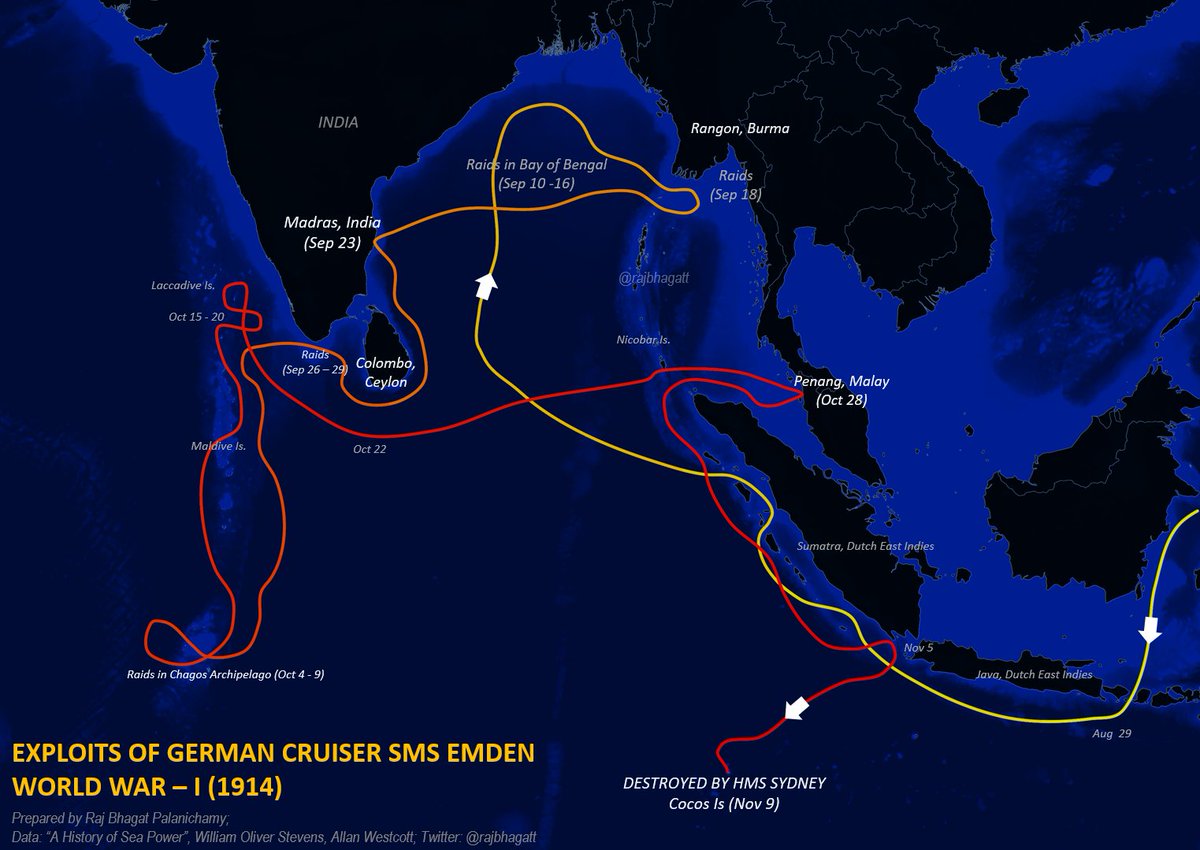 INDIA
Rangon, Burma
Raids in Bay of Bengal
(Sep 10 -16)
Raids
(Sep 18)
Madras, India
(Sep 23)
@rajbhagatt
Laccadive Is.
Oct 15 - 20
Nicobar Is.
Raids
(Sep 26 – 29)
Colombo,
Ceylon
Penang, Malay
(Oct 28)
Maldive Is.
Oct 22
Sumatra, Dutch East Indies
Nov 5
Raids in Chagos Archipelago (Oct 4 - 9)
Java, Dutch East Indies
Aug 29
DESTROYED BY HMS SYDNEY
Cocos Is (Nov 9)
EXPLOITS OF GERMAN CRUISER SMS EMDEN
WORLD WAR – I (1914)
Prepared by Raj Bhagat Palanichamy;
Data: “A History of Sea Power”, William Oliver Stevens, Allan Westcott; Twitter: @rajbhagatt